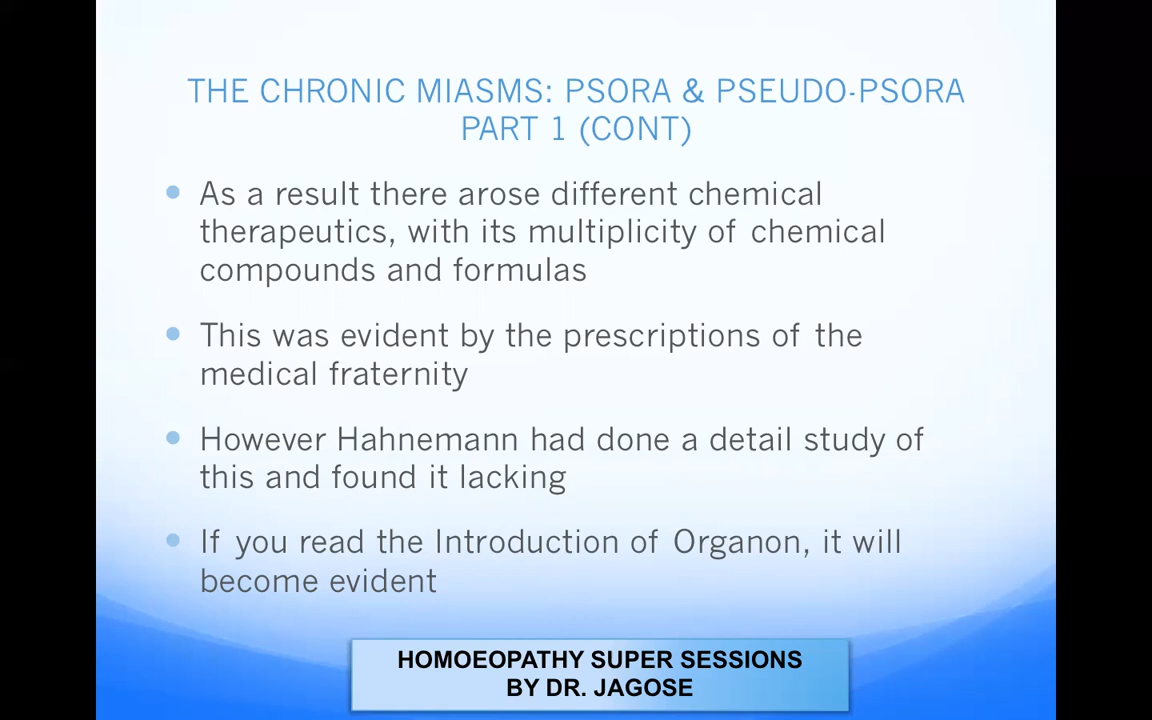 THE CHRONIC MIASMS: PSORA & PSEUDO-PSORA
PART 1 (CONT)
As a result there arose different chemical
therapeutics, with its multiplicity of chemical
compounds and formulas
This was evident by the prescriptions of the
medical fraternity
However Hahnemann had done a detail study of
this and found it lacking
If you read the Introduction of Organon, it will
become evident
HOMOEOPATHY SUPER SESSIONS
BY DR. JAGOSE